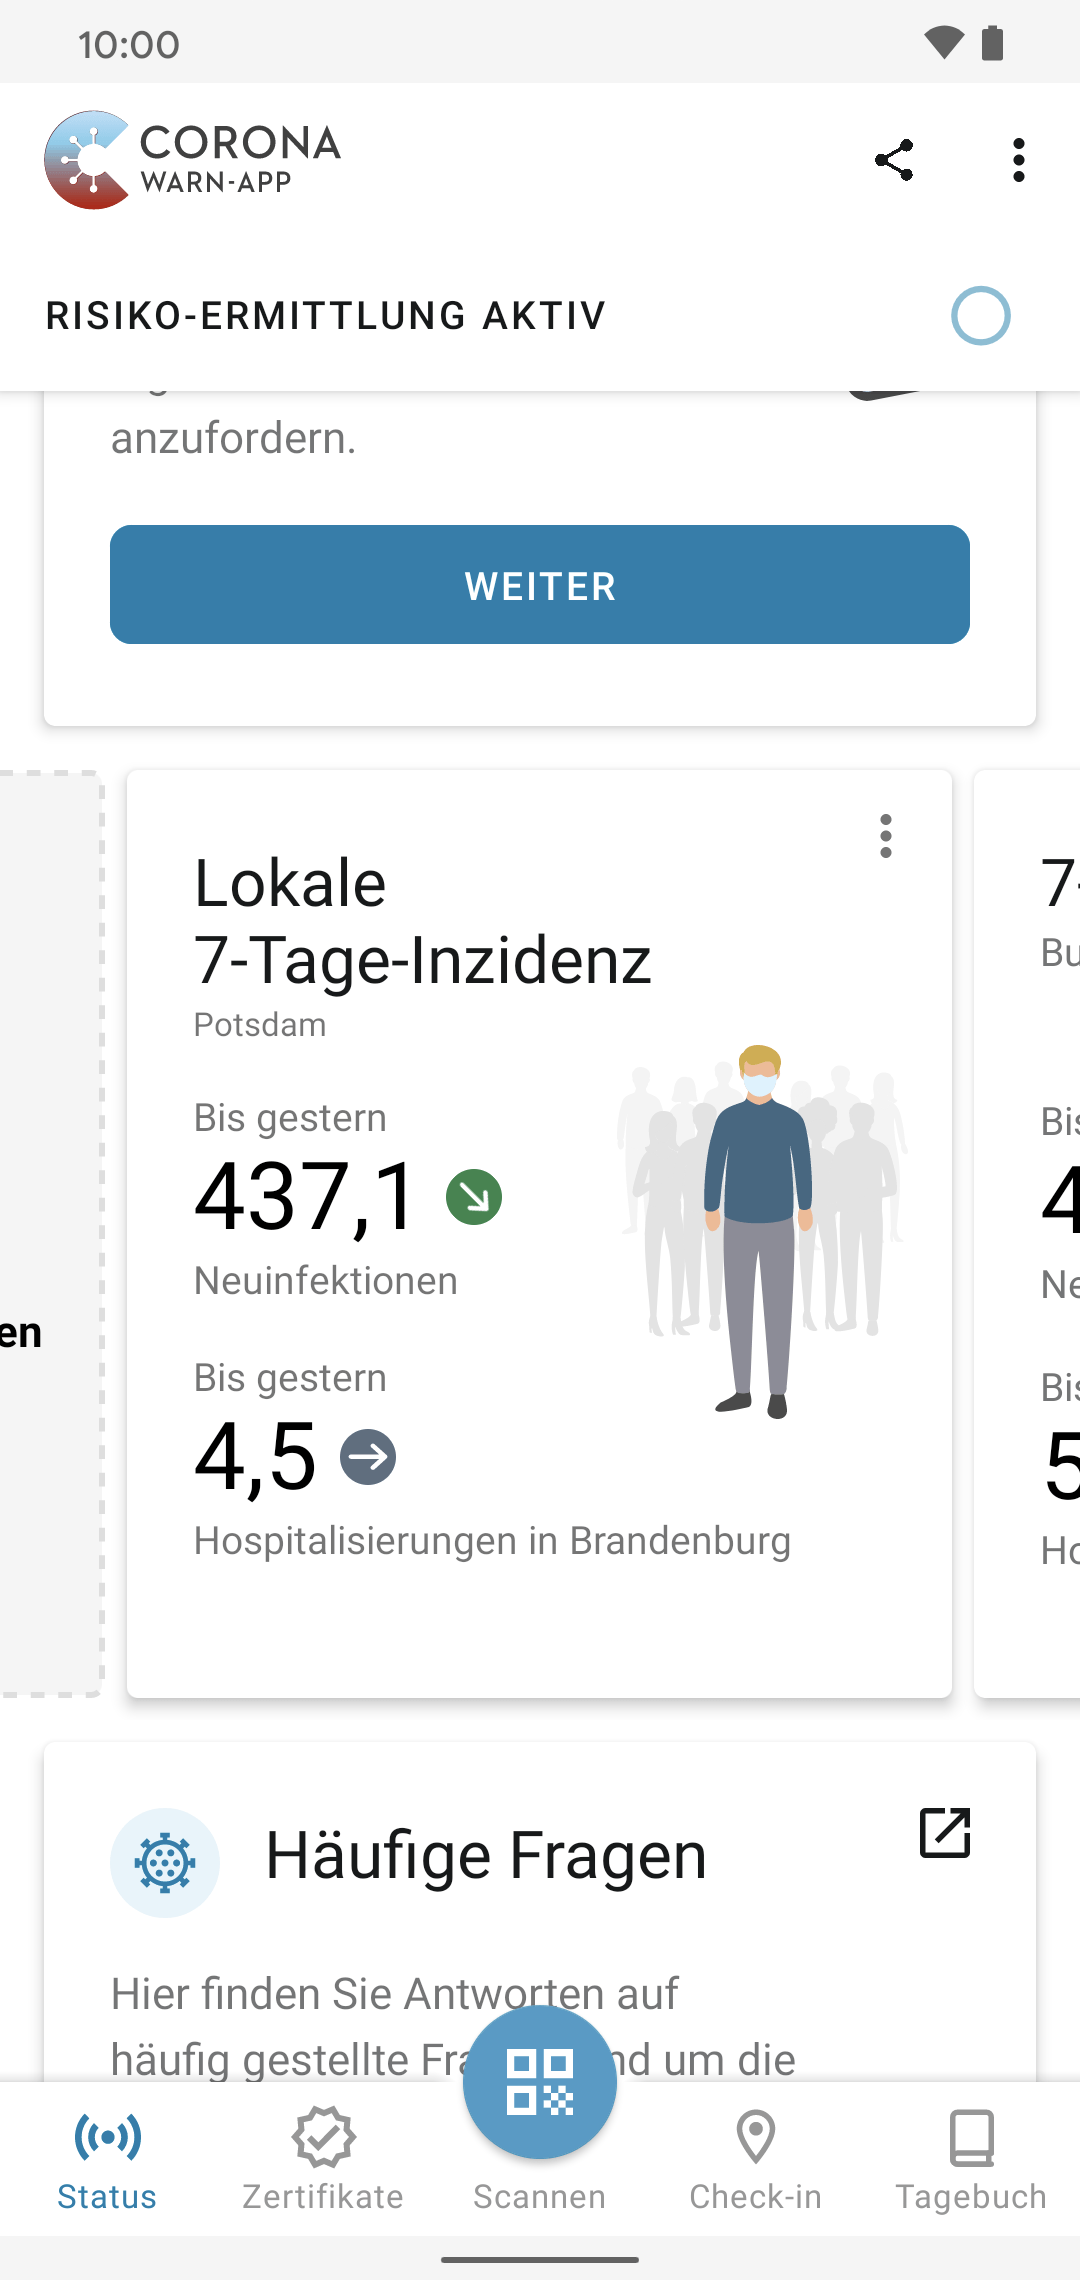 10:00
CORONA
WARN-APP
RISIKO-ERMITTLUNG AKTIV
anzufordern.
WEITER
en
Lokale
7-Tage-Inzidenz
Potsdam
Bis gestern
437,1
Neuinfektionen
Bis gestern
4,5
Hospitalisierungen in Brandenburg
7-
Bu
Bis
4
Ne
Bis
5
Ho
Häufige Fragen
Hier finden Sie Antworten auf
häufig gestellte Fra nd um die
Status
Zertifikate
Scannen
Check-in
Tagebuch